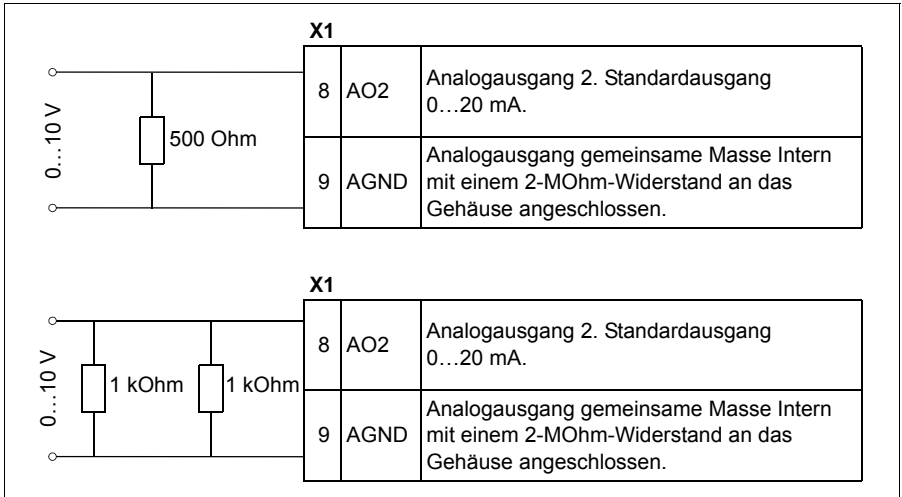 X1
0…10 V
500 Ohm
8 AO2 Analogausgang 2. Standardausgang
0…20 mA.
9 AGND Analogausgang gemeinsame Masse Intern
mit einem 2-MOhm-Widerstand an das
Gehäuse angeschlossen.
X1
0…10 V
1 kOhm 1 kOhm
8 AO2 Analogausgang 2. Standardausgang
0…20 mA.
9 AGND Analogausgang gemeinsame Masse Intern
mit einem 2-MOhm-Widerstand an das
Gehäuse angeschlossen.